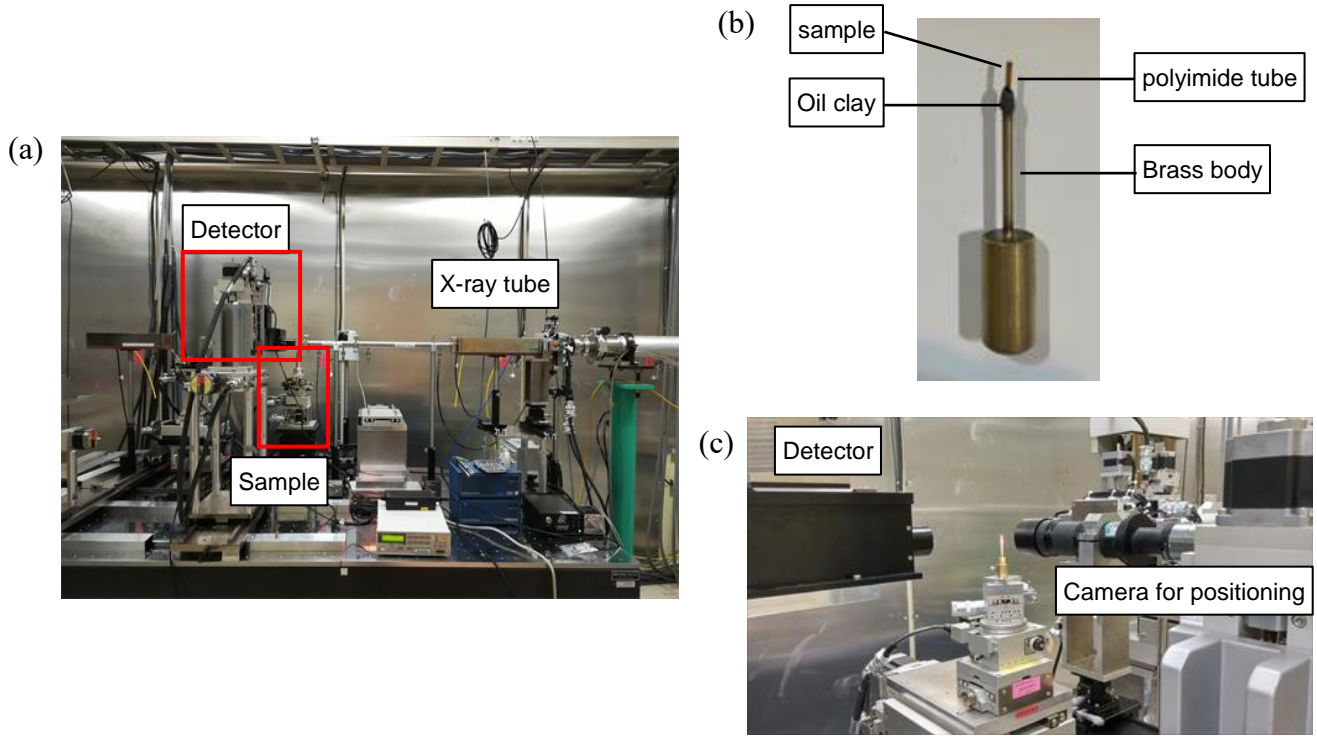 (a)
Detector
X-ray tube
Sample
(b)
sample
Oil clay
polyimide tube
Brass body
(c)
Detector
Camera for positioning